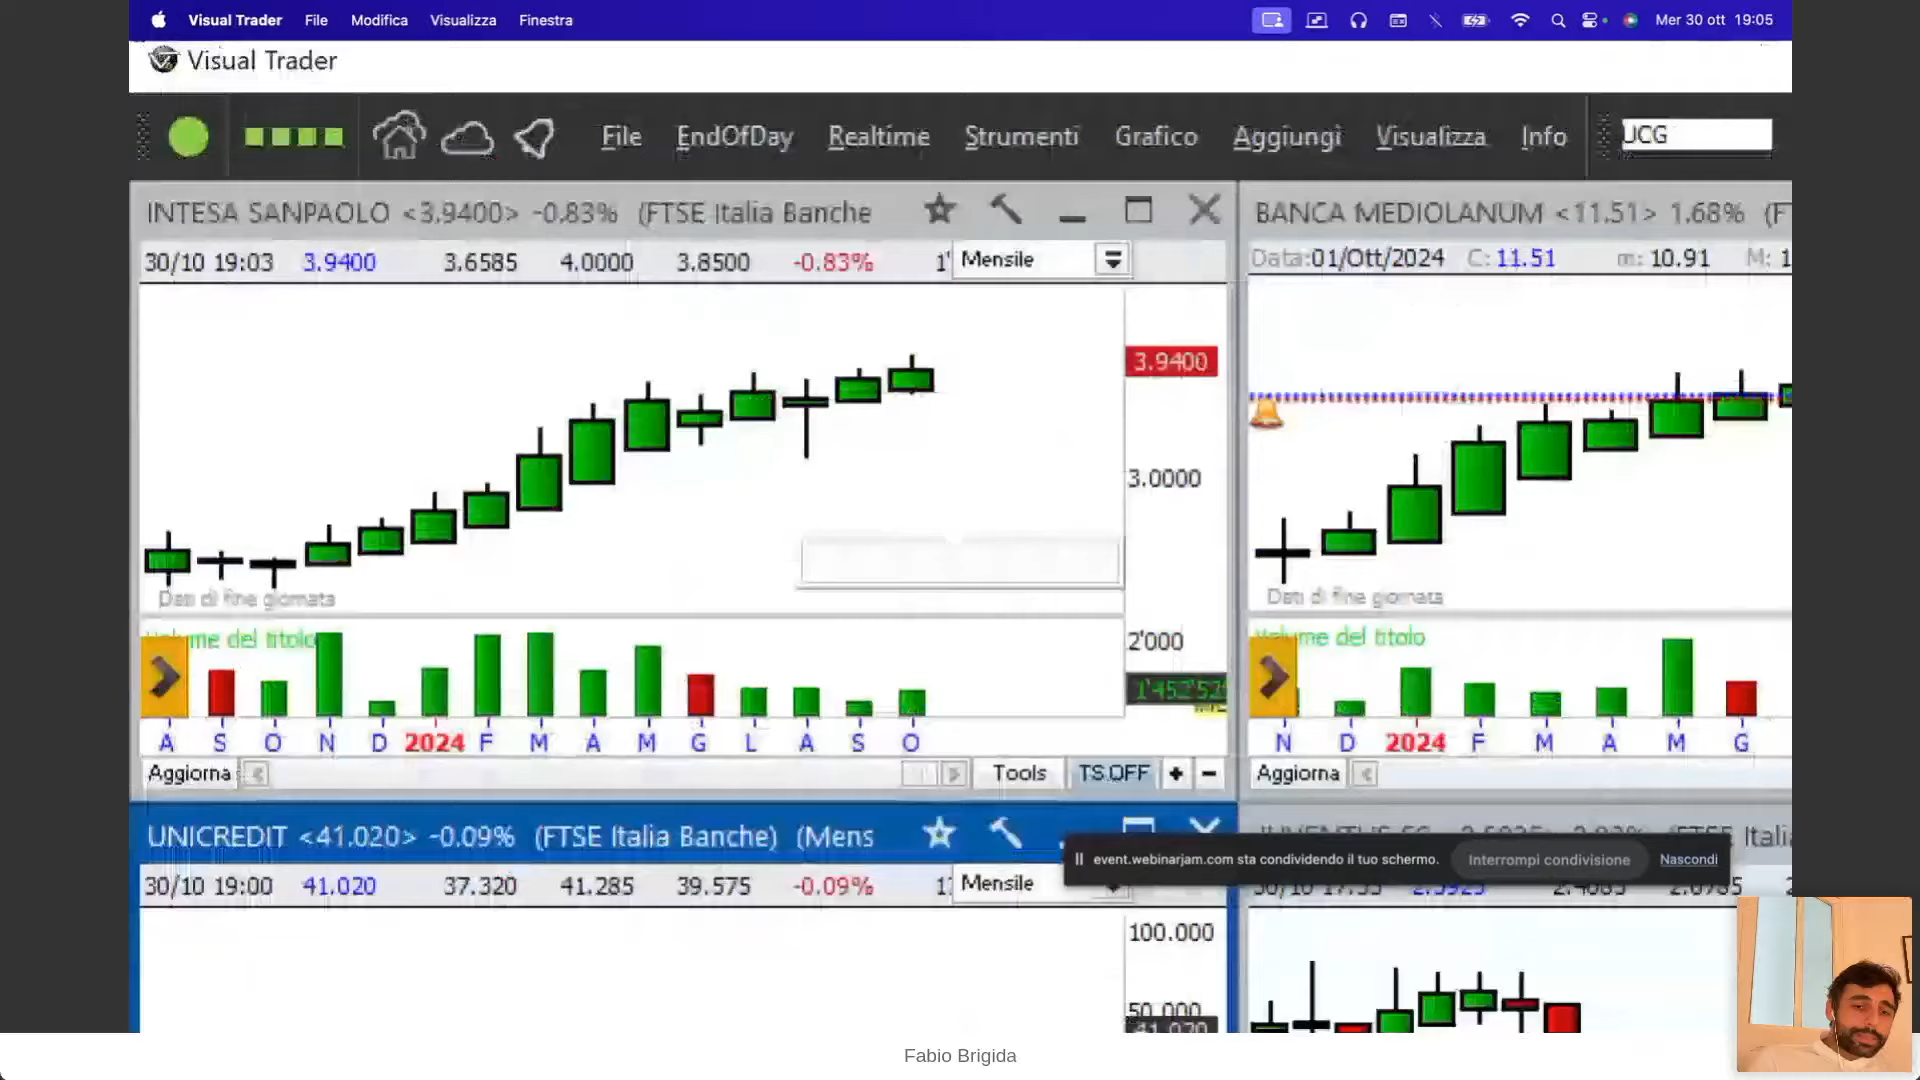 Visual Trader File Modifica Visualizza Finestra Mer 30 ott 19:05
Visual Trader
File EndOfDay Realtime Strumenti Grafico Aggiungi Visualizza Info UCG
INTESA SANPAOLO <3.9400> -0.83% (FTSE Italia Banche
30/10 19:03 3.9400 3.6585 4.0000 3.8500 -0.83% 1' Mensile
3.9400
3.0000
Dati di fine giornata
me del titolo
2'000
1'452'52
A S O N D 2024 F M A M G L A S O
Aggiorna Tools TS.OFF + -
BANCA MEDIOLANUM <11.51> 1.68% (F
Data:01/Ott/2024 C: 11.51 m: 10.91 M: 1
Dati di fine giornata
me del titolo
N D 2024 F M A M G
Aggiorna
UNICREDIT <41.020> -0.09% (FTSE Italia Banche) (Mens
30/10 19:00 41.020 37.320 41.285 39.575 -0.09% Mensile
100.000
50.000
41.020
Itali
event.webinarjam.com sta condividendo il tuo schermo. Interrompi condivisione Nascondi
Fabio Brigida